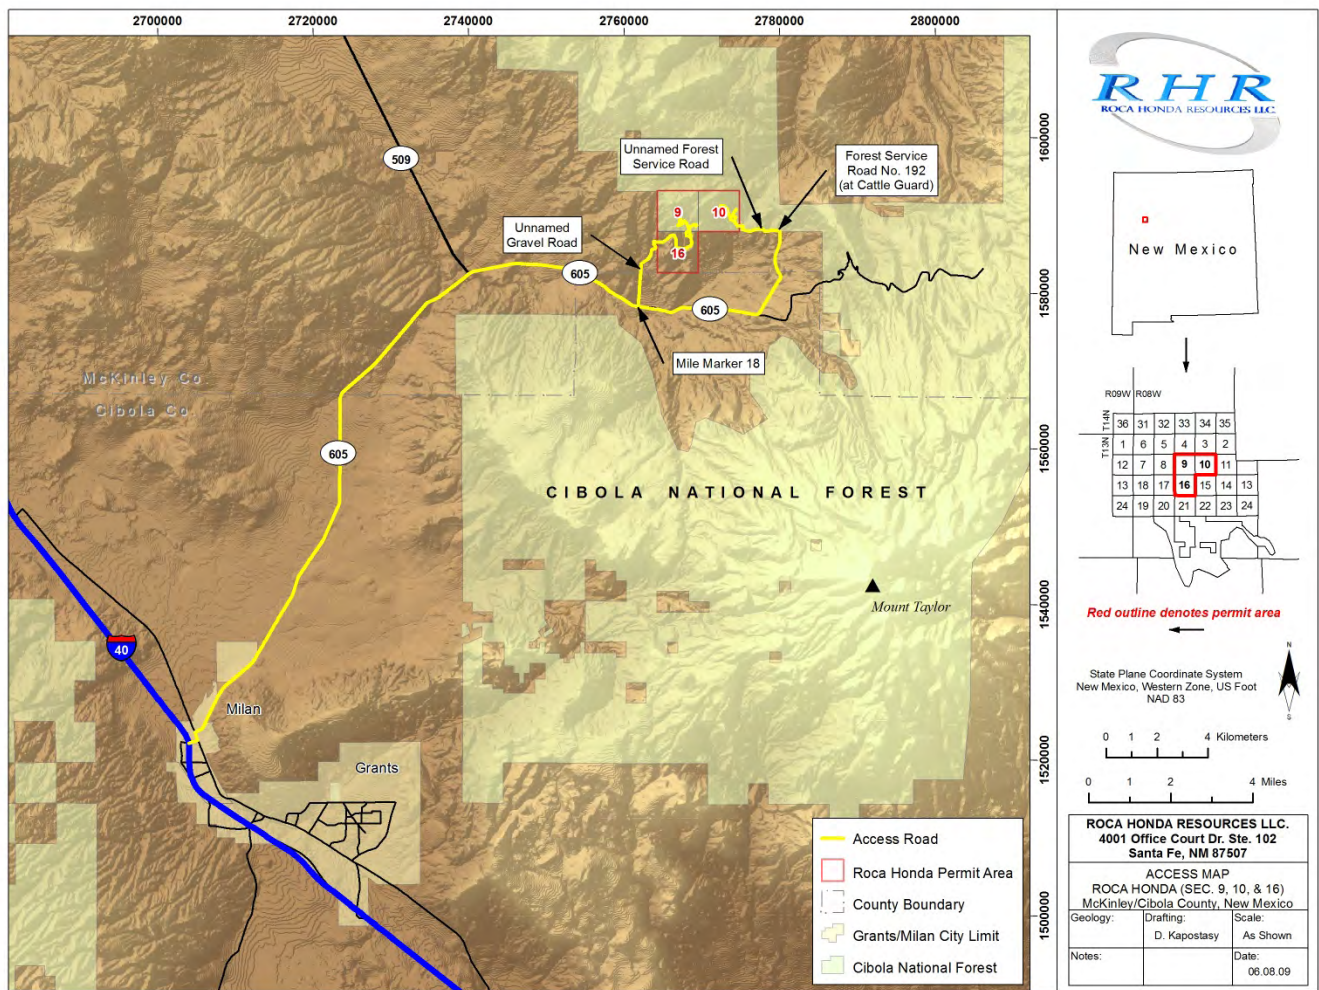 2700000 2720000 2740000 2760000 2780000 2800000
1600000
1580000
1560000
1540000
1520000
1500000
509
Unnamed Forest
Service Road
Forest Service
Road No. 192
(at Cattle Guard)
9 10
Unnamed
Gravel Road
16
605
605
Mile Marker 18
McKinley Co
Cibola Co.
605
CIBOLA NATIONAL FOREST
Mount Taylor
40
Milan
Grants
Access Road
Roca Honda Permit Area
County Boundary
Grants/Milan City Limit
Cibola National Forest
RHR
ROCA HONDA RESOURCES LLC.
New Mexico
R09W R08W
T14N
T13N
36 31 32 33 34 35
1 6 5 4 3 2
12 7 8 9 10 11
13 18 17 16 15 14 13
24 19 20 21 22 23 24
Red outline denotes permit area
State Plane Coordinate System
New Mexico, Western Zone, US Foot
NAD 83
N
S
0 1 2 4 Kilometers
0 1 2 4 Miles
ROCA HONDA RESOURCES LLC.
4001 Office Court Dr. Ste. 102
Santa Fe, NM 87507
ACCESS MAP
ROCA HONDA (SEC. 9, 10, & 16)
McKinley/Cibola County, New Mexico
Geology: Drafting: Scale:
D. Kapostasy As Shown
Notes: Date:
06.08.09